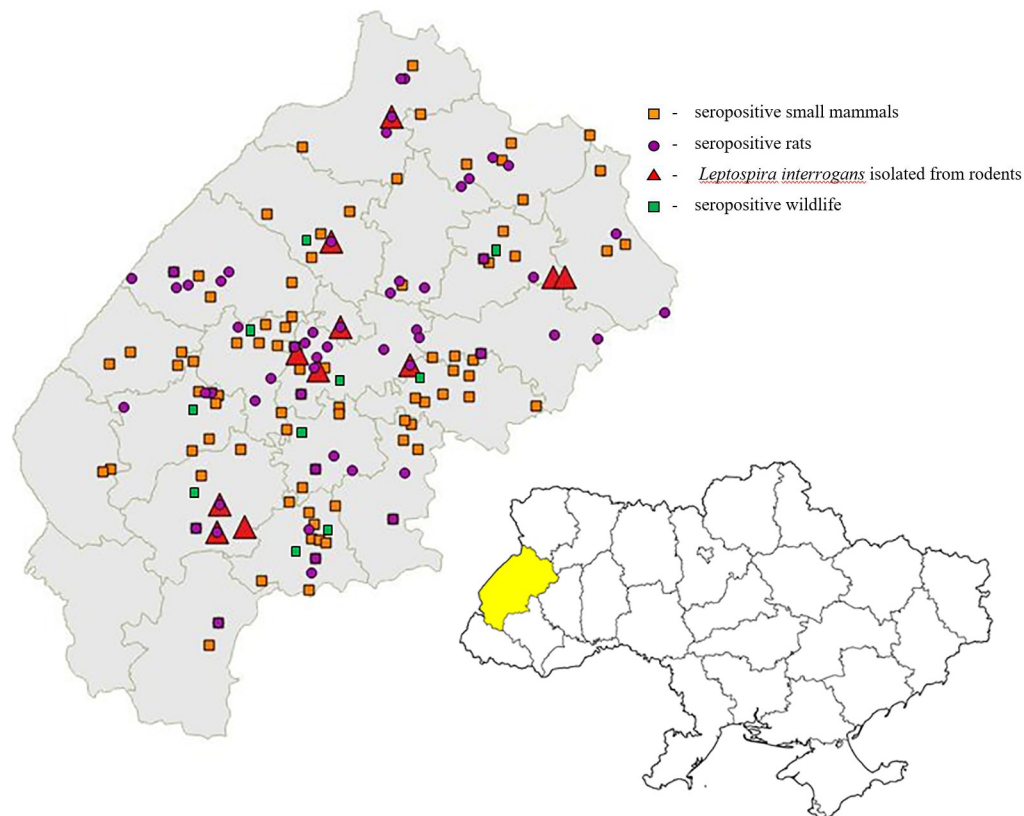 - seropositive small mammals
- seropositive rats
- Leptospira interrogans isolated from rodents
- seropositive wildlife